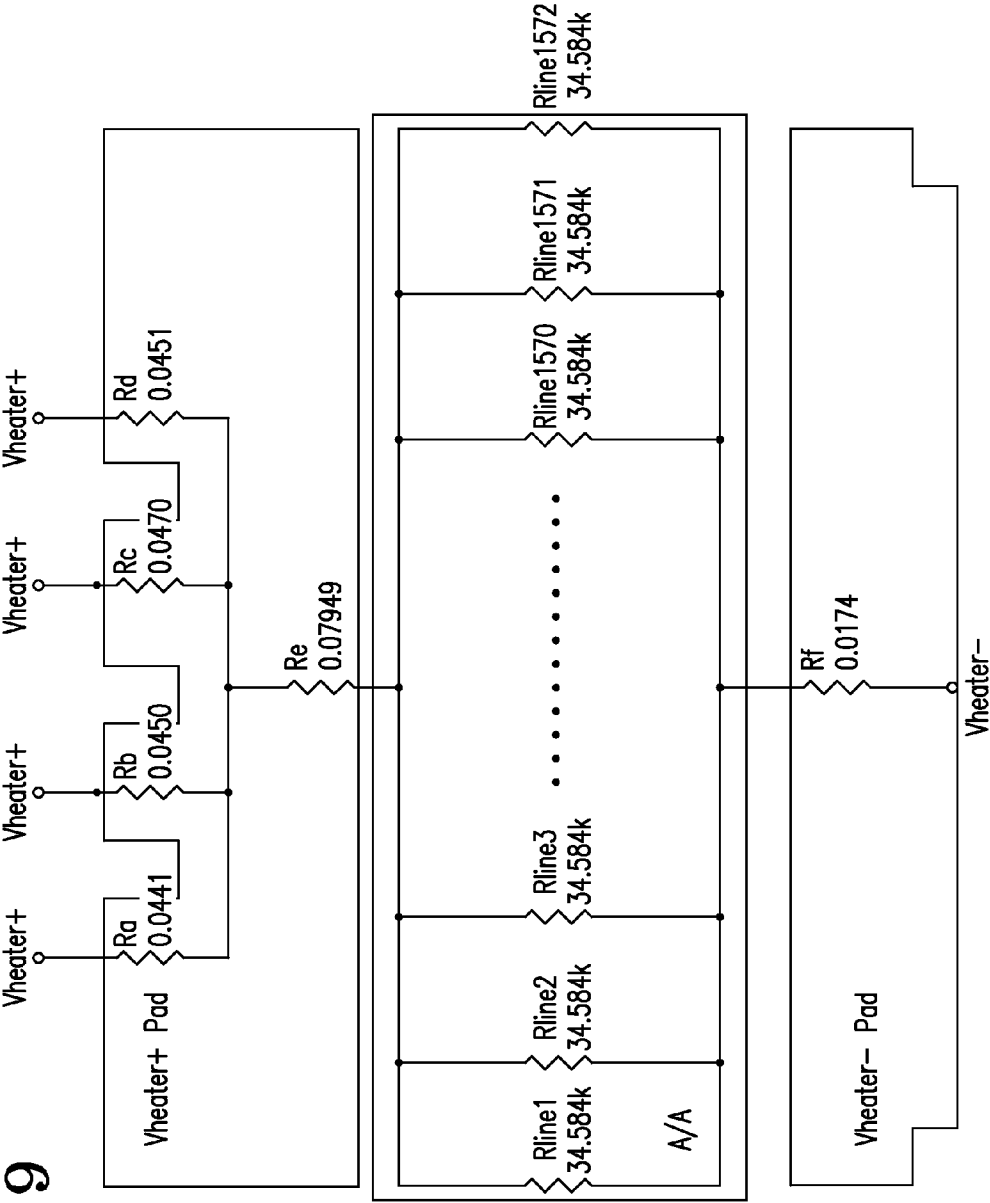 9
Vheater+
Vheater+
Vheater+
Vheater+
Ra
0.0441
Rb
0.0450
Rc
0.0470
Rd
0.0451
Vheater+ Pad
Re
0.07949
Rline1
34.584k
Rline2
34.584k
Rline3
34.584k
Rline1570
34.584k
Rline1571
34.584k
Rline1572
34.584k
A/A
Rf
0.0174
Vheater- Pad
Vheater-